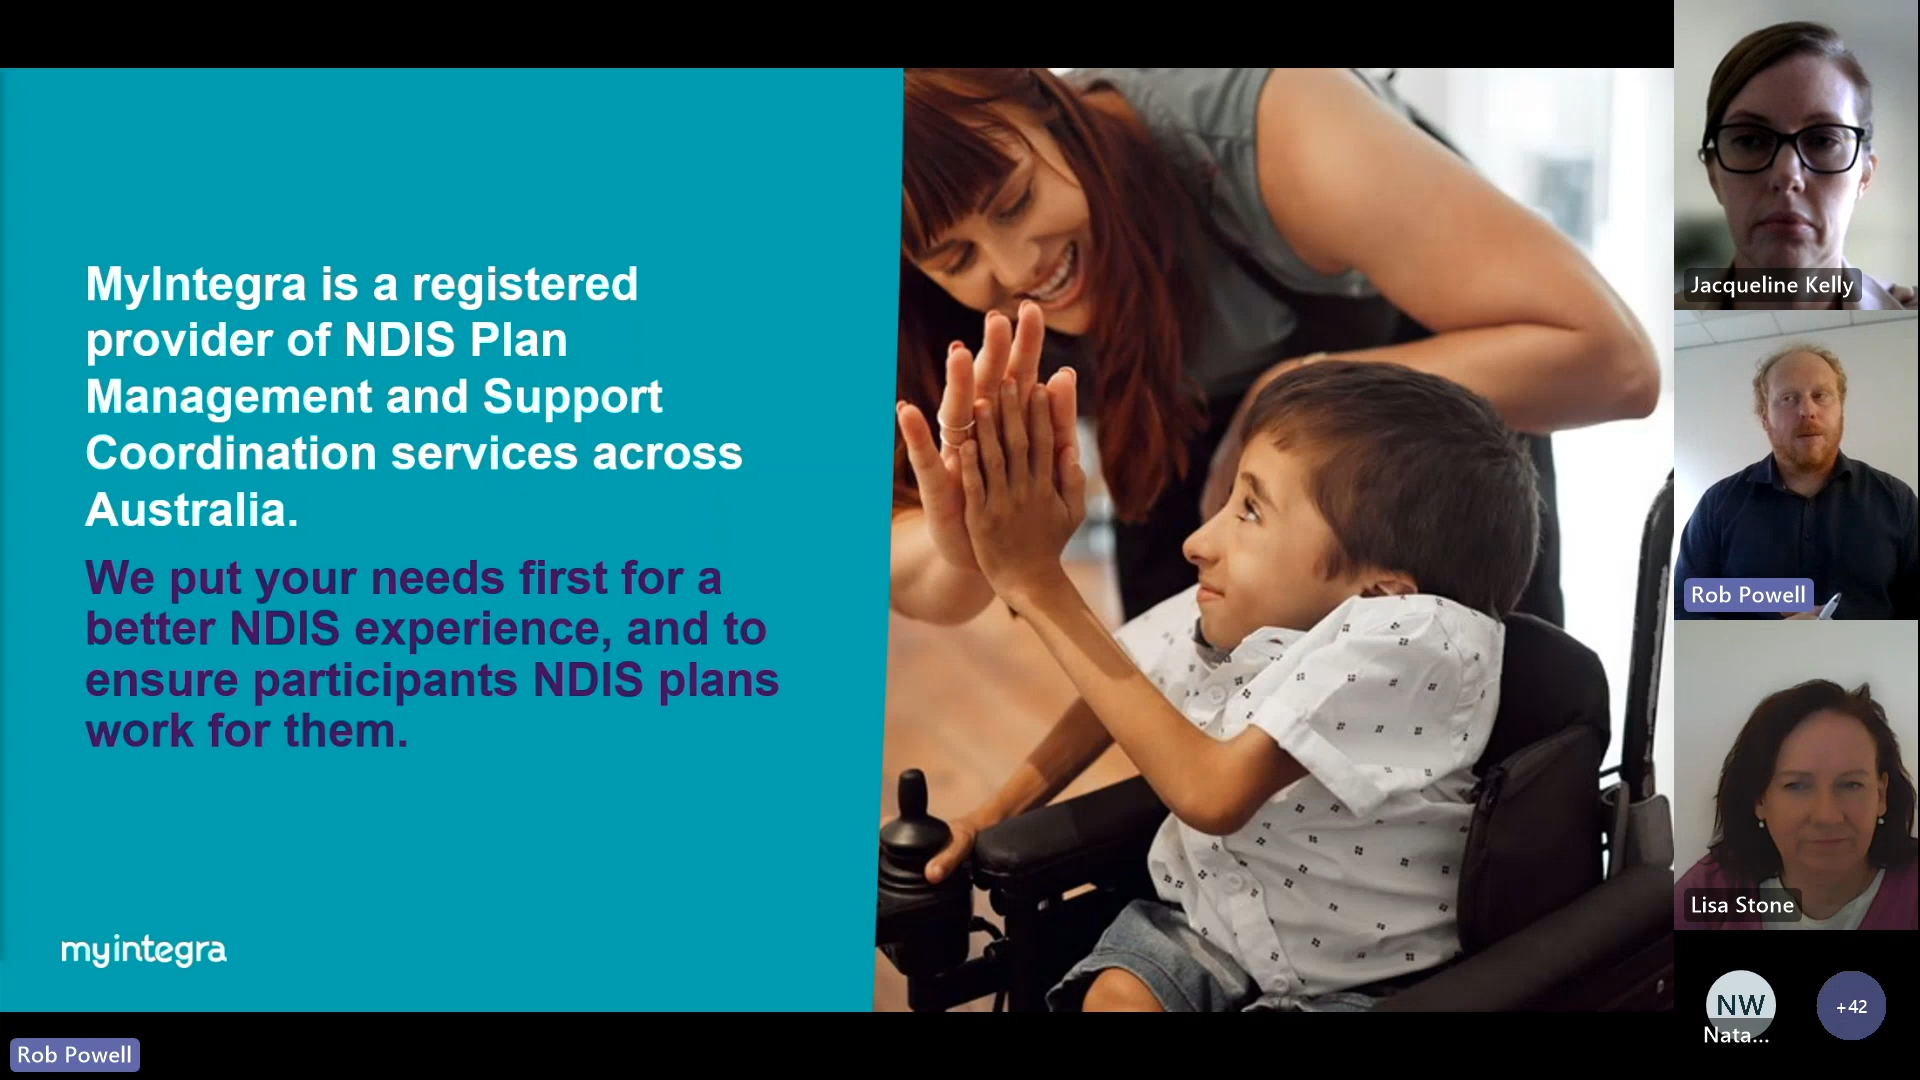 MyIntegra is a registered
provider of NDIS Plan
Management and Support
Coordination services across
Australia.
We put your needs first for a
better NDIS experience, and to
ensure participants NDIS plans
work for them.
myintegra
Rob Powell
Jacqueline Kelly
Rob Powell
Lisa Stone
NW
Nata...
+42